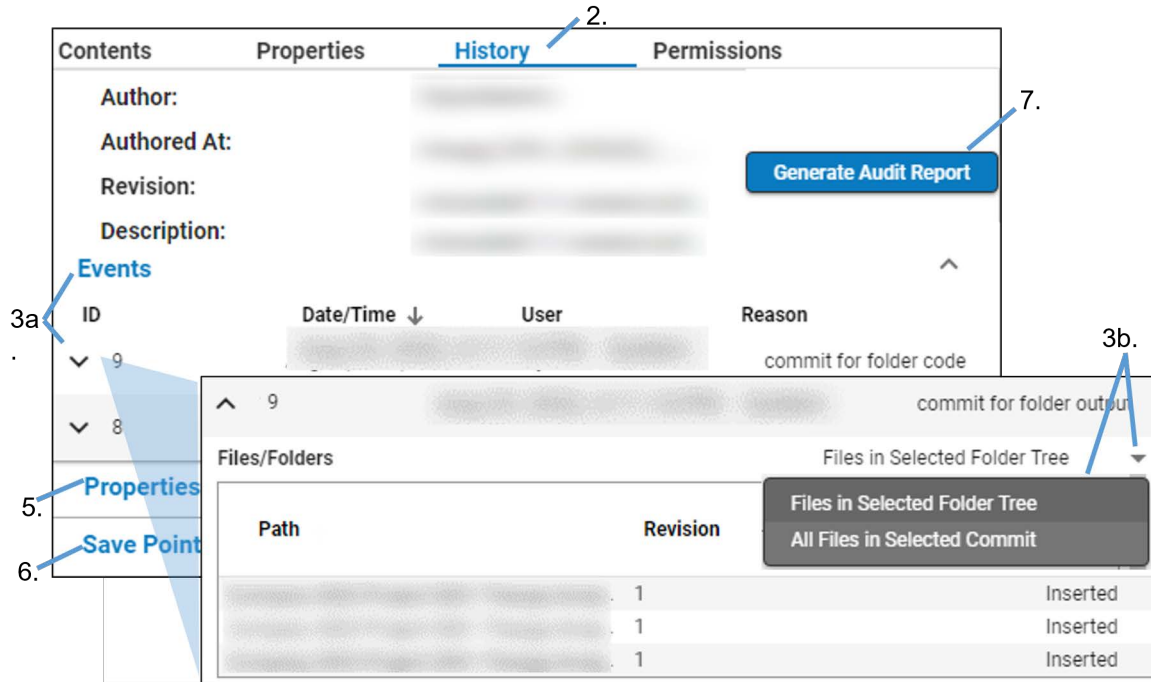 2.
Contents Properties History Permissions
Author:
7.
Authored At:
Generate Audit Report
Revision:
Description:
Events
3a
.
ID Date/Time User Reason
3b.
9 commit for folder code
9 commit for folder output
8
Files/Folders Files in Selected Folder Tree
Properties
5.
Files in Selected Folder Tree
Path Revision
All Files in Selected Commit
Save Point
6.
1 Inserted
1 Inserted
1 Inserted